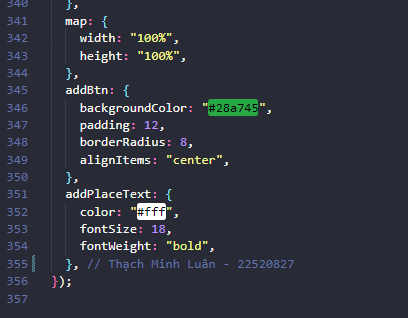 340 },
341 map: {
342 width: "100%",
343 height: "100%",
344 },
345 addBtn: {
346 backgroundColor: "#28a745",
347 padding: 12,
348 borderRadius: 8,
349 alignItems: "center",
350 },
351 addPlaceText: {
352 color: "#fff",
353 fontSize: 18,
354 fontWeight: "bold",
355 }, // Thạch Minh Luân - 22520827
356 });
357